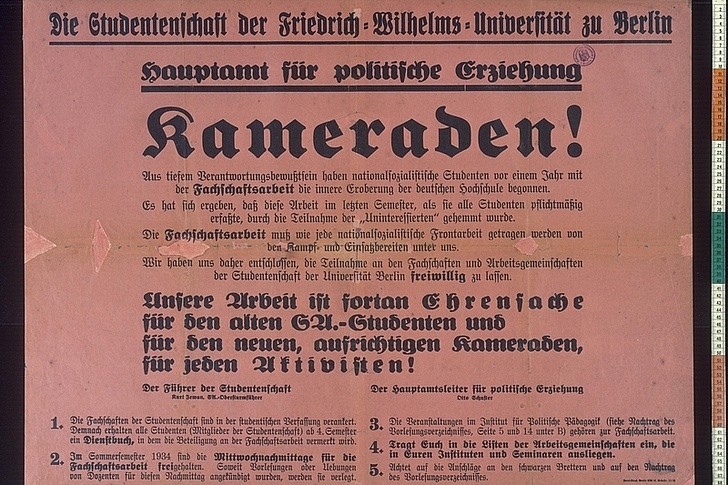 Die Studentenschaft der Friedrich-Wilhelms-Universität zu Berlin
Hauptamt für politische Erziehung
Kameraden!
Aus tiefem Verantwortungsbewußtsein haben nationalsozialistische Studenten vor einem Jahr mit
der Fachschaftsarbeit die innere Eroberung der deutschen Hochschule begonnen.
Es hat sich ergeben, daß diese Arbeit im letzten Semester, als sie alle Studenten pflichtmäßig
erfaßte, durch die Teilnahme der „Uninteressierten“ gehemmt wurde.
Die Fachschaftsarbeit muß wie jede nationalsozialistische Frontarbeit getragen werden von
den Kampf- und Einsatzbereiten unter uns.
Wir haben uns daher entschlossen, die Teilnahme an den Fachschaften und Arbeitsgemeinschaften
der Studentenschaft der Universität Berlin freiwillig zu lassen.
Unsere Arbeit ist fortan Ehrensache
für den alten SA.-Studenten und
für den neuen, aufrichtigen Kameraden,
für jeden Aktivisten!
Der Führer der Studentenschaft
Kurt Zeman, SA.-Obersturmführer
Der Hauptamtsleiter für politische Erziehung
Otto Schuster
1. Die Fachschaften der Studentenschaft sind in der studentischen Verfassung verankert.
Demnach erhalten alle Studenten (Mitglieder der Studentenschaft) ab 4. Semester
ein Dienstbuch, in dem die Beteiligung an der Fachschaftsarbeit vermerkt wird.
2. Im Sommersemester 1934 sind die Mittwochnachmittage für die
Fachschaftsarbeit freigehalten. Soweit Vorlesungen oder Uebungen
von Dozenten für diesen Nachmittag angekündigt wurden, werden sie verlegt.
3. Die Veranstaltungen im Institut für Politische Pädagogik (siehe Nachtrag des
Vorlesungsverzeichnisses, Seite 5 und 14 unter B) gehören zur Fachschaftsarbeit.
4. Tragt Euch in die Listen der Arbeitsgemeinschaften ein, die
in Euren Instituten und Seminaren ausliegen.
5. Achtet auf die Anschläge an den schwarzen Brettern und auf den Nachtrag
des Vorlesungsverzeichnisses.